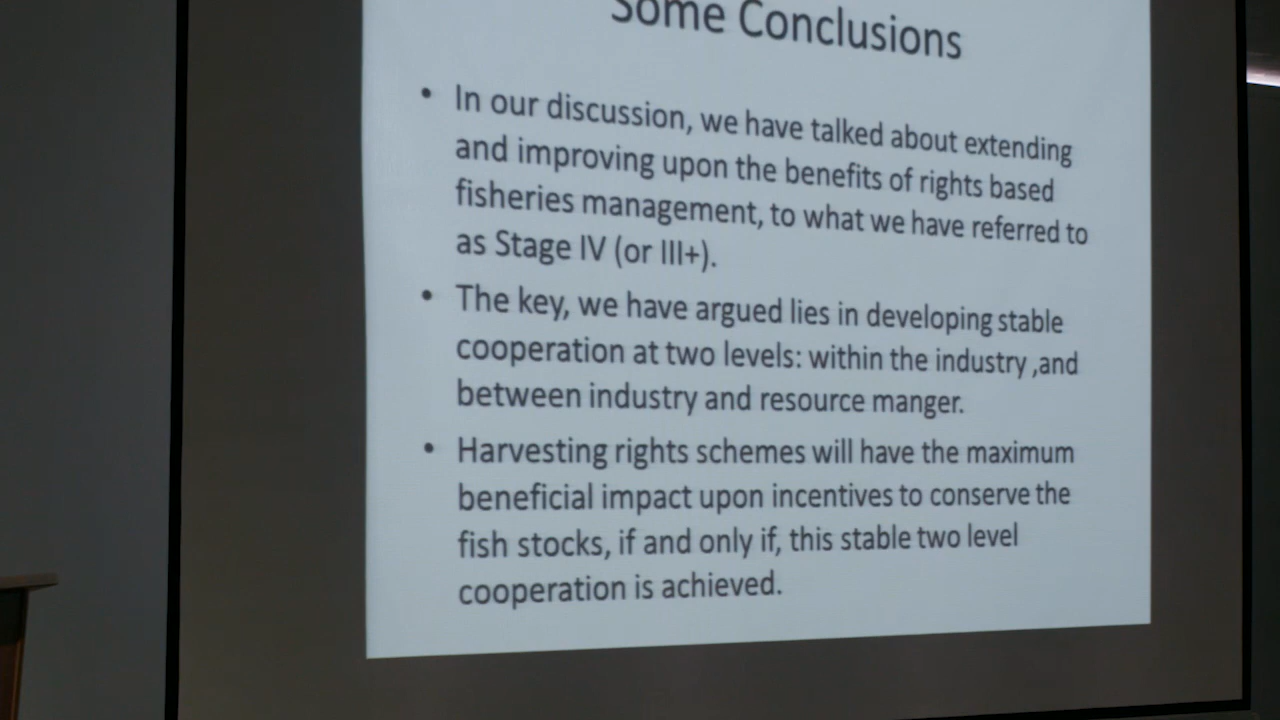 Some Conclusions
• In our discussion, we have talked about extending
and improving upon the benefits of rights based
fisheries management, to what we have referred to
as Stage IV (or III+).
• The key, we have argued lies in developing stable
cooperation at two levels: within the industry ,and
between industry and resource manger.
• Harvesting rights schemes will have the maximum
beneficial impact upon incentives to conserve the
fish stocks, if and only if, this stable two level
cooperation is achieved.